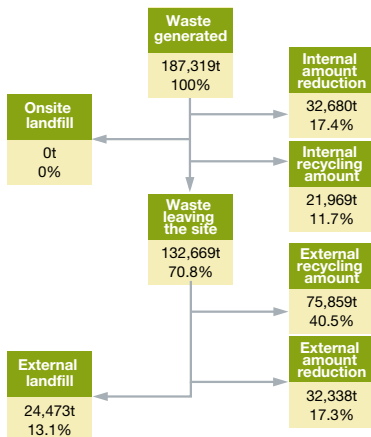 Waste
generated
187,319t
100%
Internal
amount
reduction
32,680t
17.4%
Onsite
landfill
0t
0%
Internal
recycling
amount
21,969t
11.7%
Waste
leaving
the site
132,669t
70.8%
External
recycling
amount
75,859t
40.5%
External
amount
reduction
32,338t
17.3%
External
landfill
24,473t
13.1%